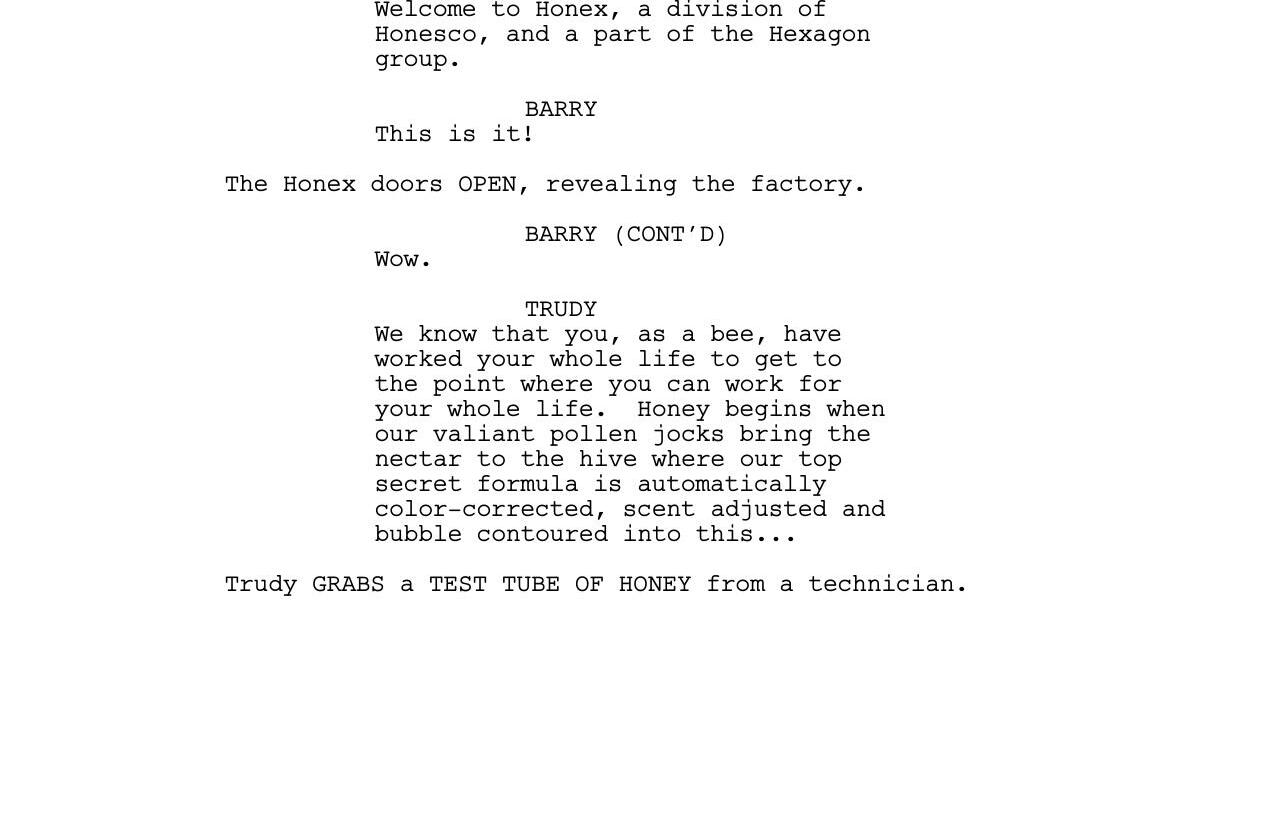 Welcome to Honex, a division of
Honesco, and a part of the Hexagon
group.
BARRY
This is it!
The Honex doors OPEN, revealing the factory.
BARRY (CONT'D)
Wow.
TRUDY
We know that you, as a bee, have
worked your whole life to get to
the point where you can work for
your whole life.  Honey begins when
our valiant pollen jocks bring the
nectar to the hive where our top
secret formula is automatically
color-corrected, scent adjusted and
bubble contoured into this...
Trudy GRABS a TEST TUBE OF HONEY from a technician.